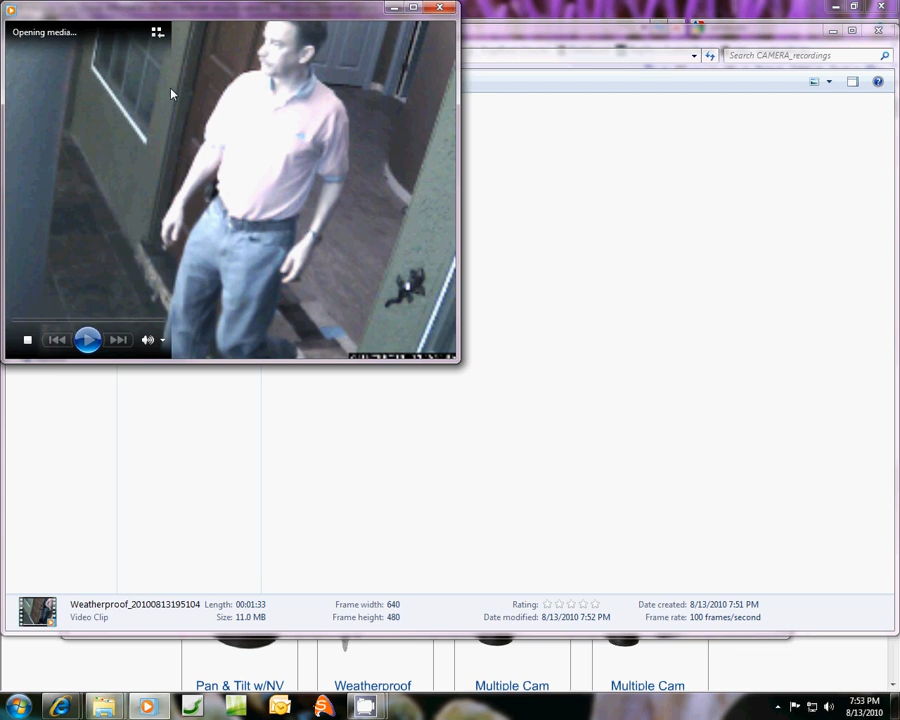 Opening media...
Search CAMERA_recordings
Weatherproof_20100813195104
Video Clip
Length: 00:01:33
Size: 11.0 MB
Frame width: 640
Frame height: 480
Rating:
Date modified: 8/13/2010 7:52 PM
Date created: 8/13/2010 7:51 PM
Frame rate: 100 frames/second
Pan & Tilt w/NV
Weatherproof
Multiple Cam
Multiple Cam
7:53 PM
8/13/2010